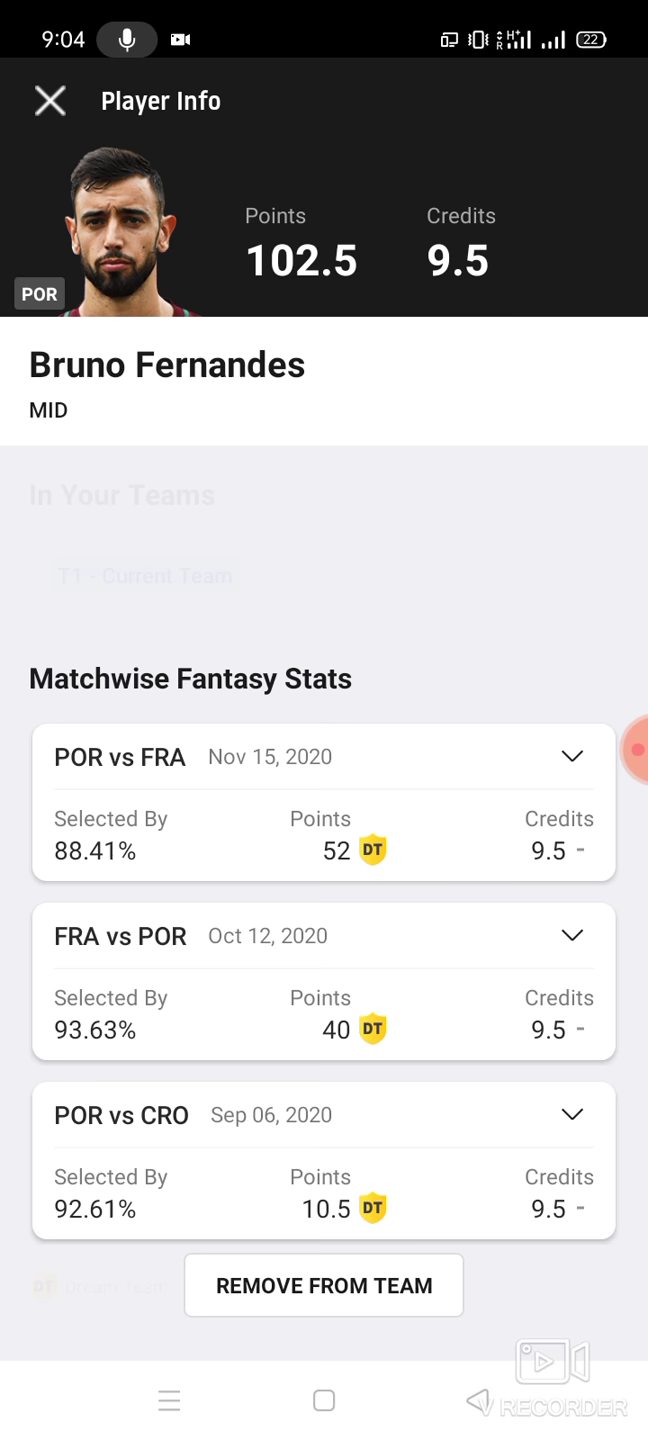 9:04
H+
R
22
Player Info
Points Credits
102.5 9.5
POR
Bruno Fernandes
MID
In Your Teams
T1 - Current Team
Matchwise Fantasy Stats
POR vs FRA Nov 15, 2020
Selected By Points Credits
88.41% 52 DT 9.5 -
FRA vs POR Oct 12, 2020
Selected By Points Credits
93.63% 40 DT 9.5 -
POR vs CRO Sep 06, 2020
Selected By Points Credits
92.61% 10.5 DT 9.5 -
DT Dream Team
REMOVE FROM TEAM
V RECORDER